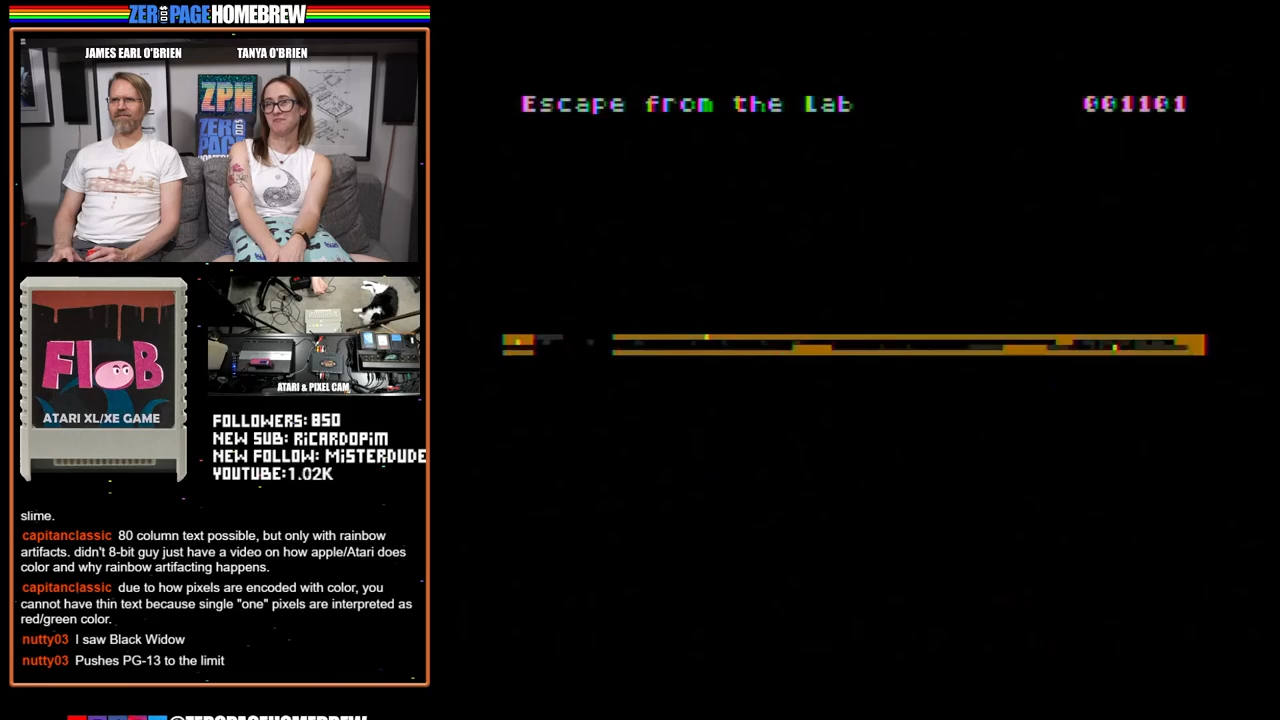 ZEROPAGE HOMEBREW
JAMES EARL O'BRIEN TANYA O'BRIEN
ZPH
ZERO
PAGE
Escape from the Lab 001101
FLOB
ATARI XL/XE GAME
ATARI & PIXEL CAM
FOLLOWERS: 850
NEW SUB: RICARDOPIM
NEW FOLLOW: MISTERDUDE
YOUTUBE:1.02K
slime.
capitanclassic 80 column text possible, but only with rainbow
artifacts. didn't 8-bit guy just have a video on how apple/Atari does
color and why rainbow artifacting happens.
capitanclassic due to how pixels are encoded with color, you
cannot have thin text because single "one" pixels are interpreted as
red/green color.
nutty03 I saw Black Widow
nutty03 Pushes PG-13 to the limit
@ZEROPAGEHOMEBREW